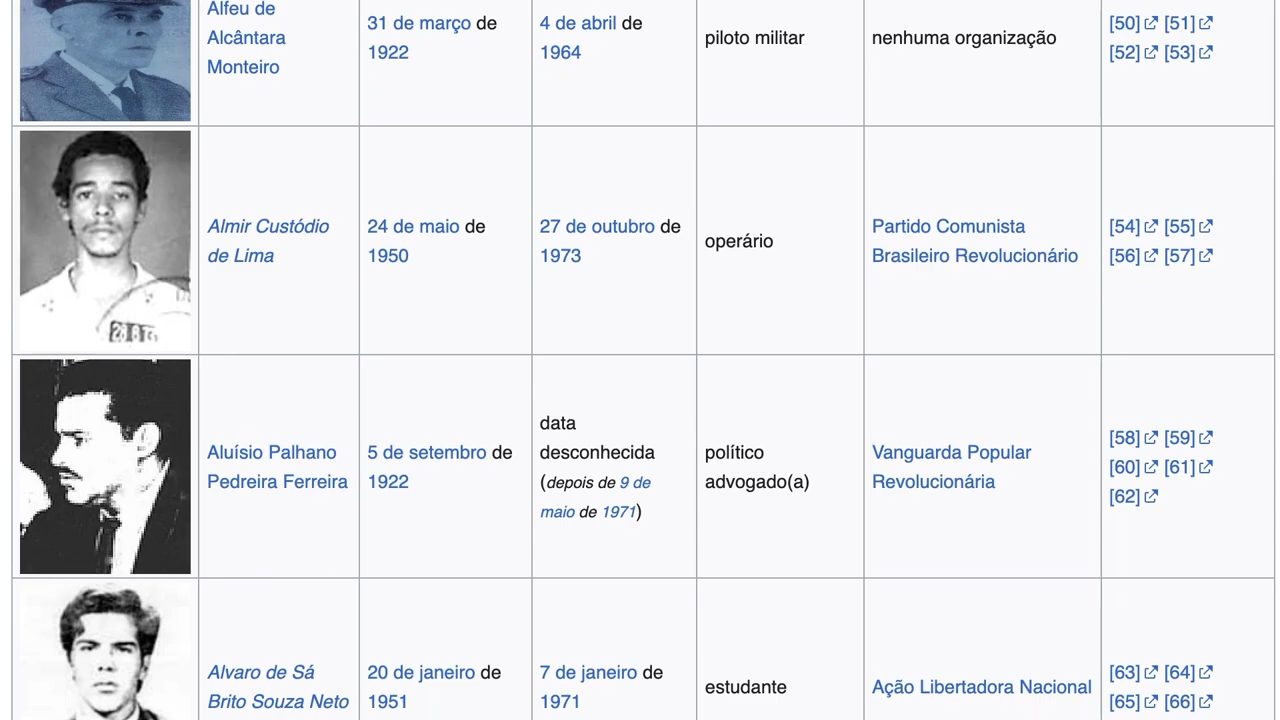 Alfeu de
Alcântara
Monteiro
31 de março de
1922
4 de abril de
1964
piloto militar
nenhuma organização
[50] [51]
[52] [53]
Almir Custódio
de Lima
24 de maio de
1950
27 de outubro de
1973
operário
Partido Comunista
Brasileiro Revolucionário
[54] [55]
[56] [57]
Aluísio Palhano
Pedreira Ferreira
5 de setembro de
1922
data
desconhecida
(depois de 9 de
maio de 1971)
político
advogado(a)
Vanguarda Popular
Revolucionária
[58] [59]
[60] [61]
[62]
Alvaro de Sá
Brito Souza Neto
20 de janeiro de
1951
7 de janeiro de
1971
estudante
Ação Libertadora Nacional
[63] [64]
[65] [66]